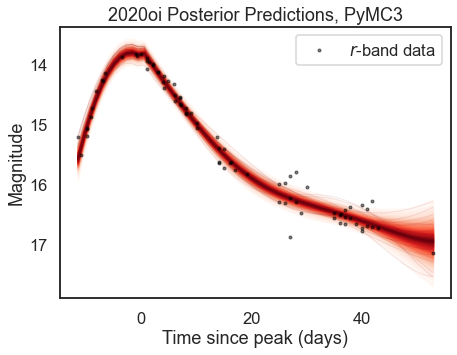 2020oi Posterior Predictions, PyMC3
r-band data
14
15
16
17
Magnitude
0
20
40
Time since peak (days)